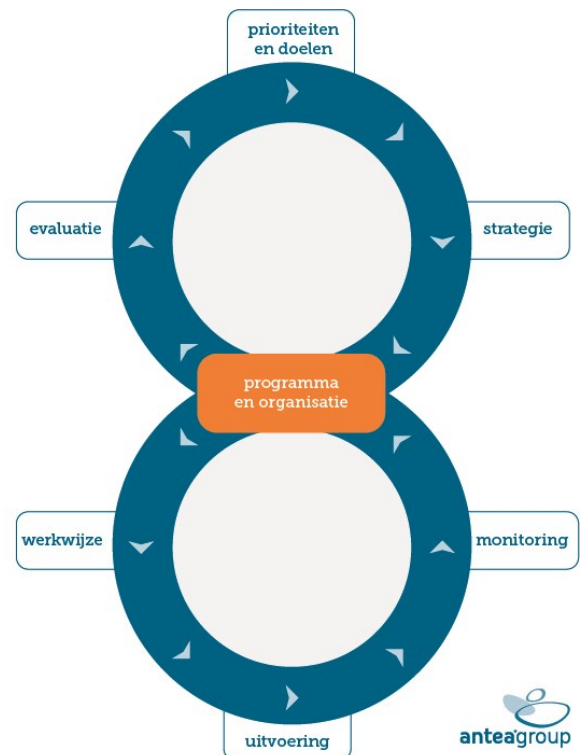 prioriteiten
en doelen
evaluatie
strategie
programma
en organisatie
werkwijze
monitoring
uitvoering
anteagroup